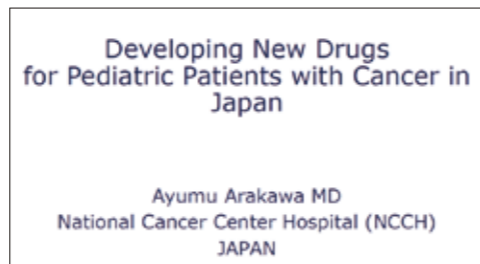 Developing New Drugs
for Pediatric Patients with Cancer in
Japan
Ayumu Arakawa MD
National Cancer Center Hospital (NCCH)
JAPAN